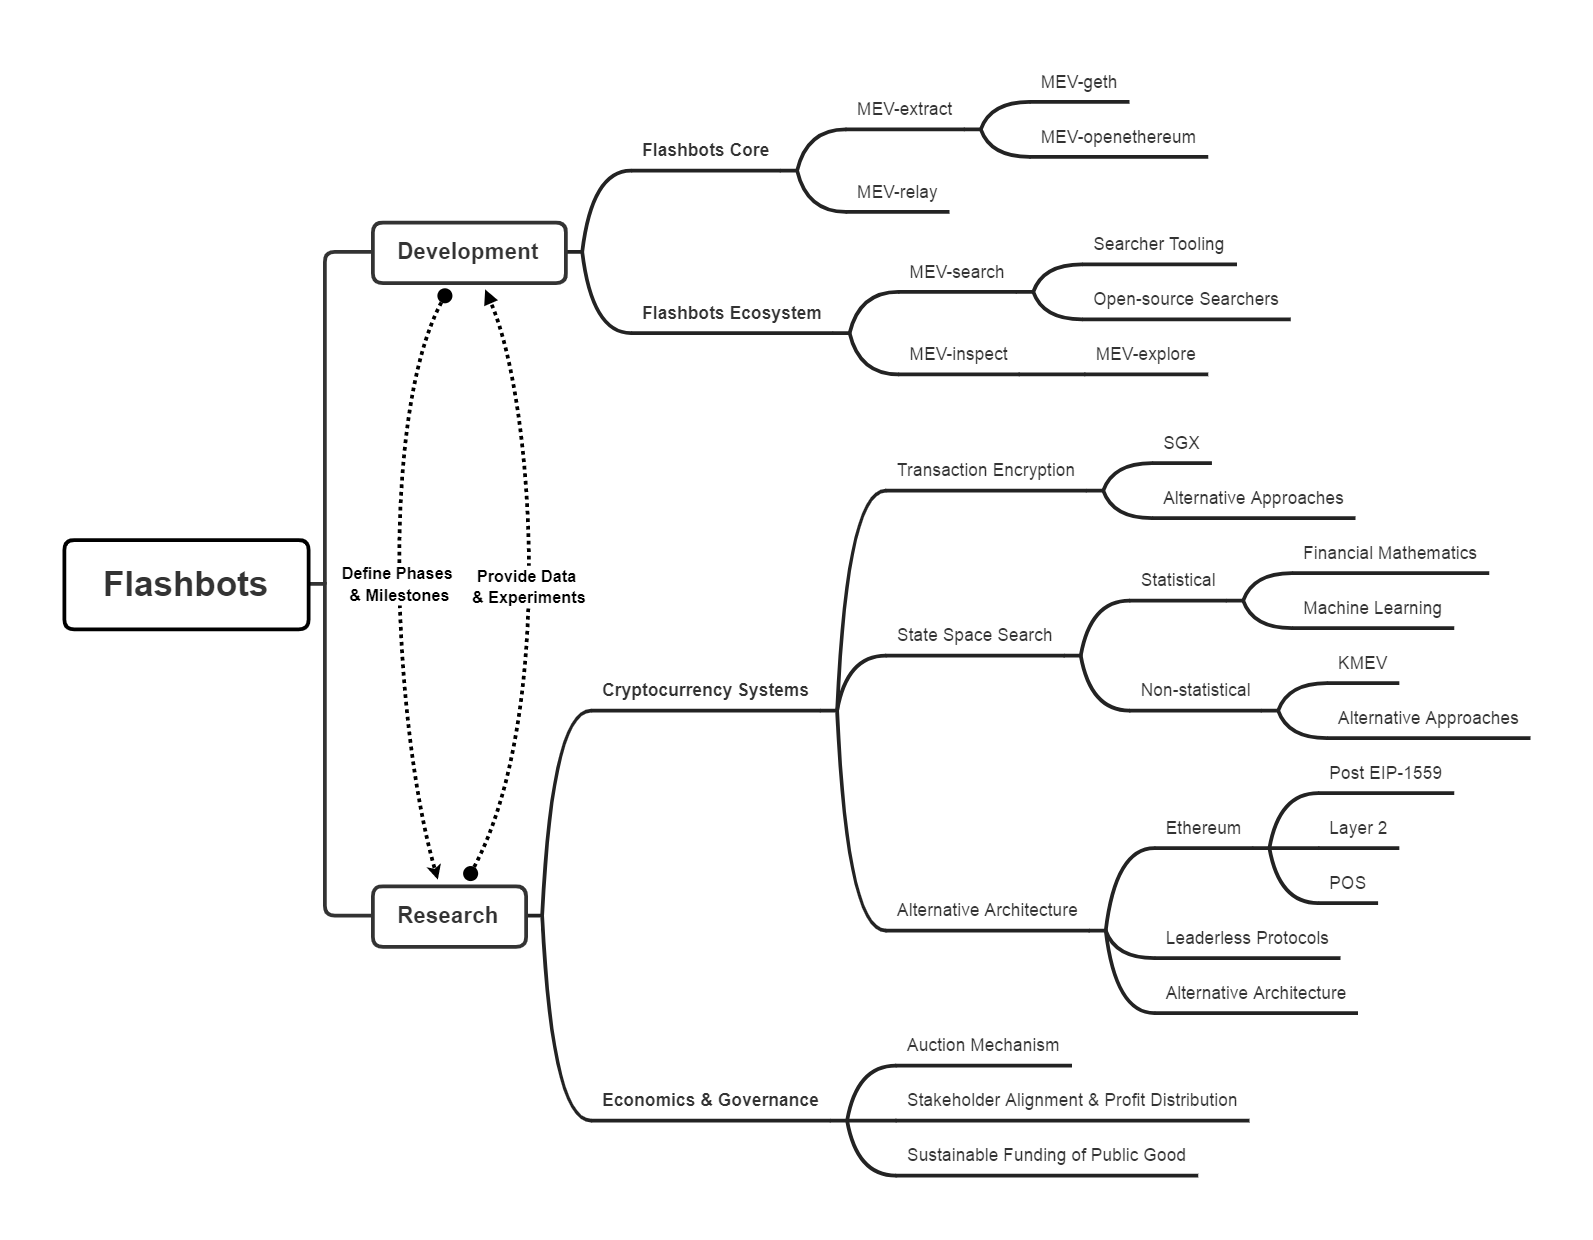 MEV-geth
MEV-extract
MEV-openethereum
Flashbots Core
MEV-relay
Development
Searcher Tooling
MEV-search
Open-source Searchers
Flashbots Ecosystem
MEV-inspect
MEV-explore
SGX
Transaction Encryption
Alternative Approaches
Financial Mathematics
Statistical
Machine Learning
Flashbots
Define Phases
& Milestones
Provide Data
& Experiments
State Space Search
KMEV
Non-statistical
Alternative Approaches
Cryptocurrency Systems
Post EIP-1559
Ethereum
Layer 2
POS
Alternative Architecture
Leaderless Protocols
Alternative Architecture
Research
Auction Mechanism
Economics & Governance
Stakeholder Alignment & Profit Distribution
Sustainable Funding of Public Good